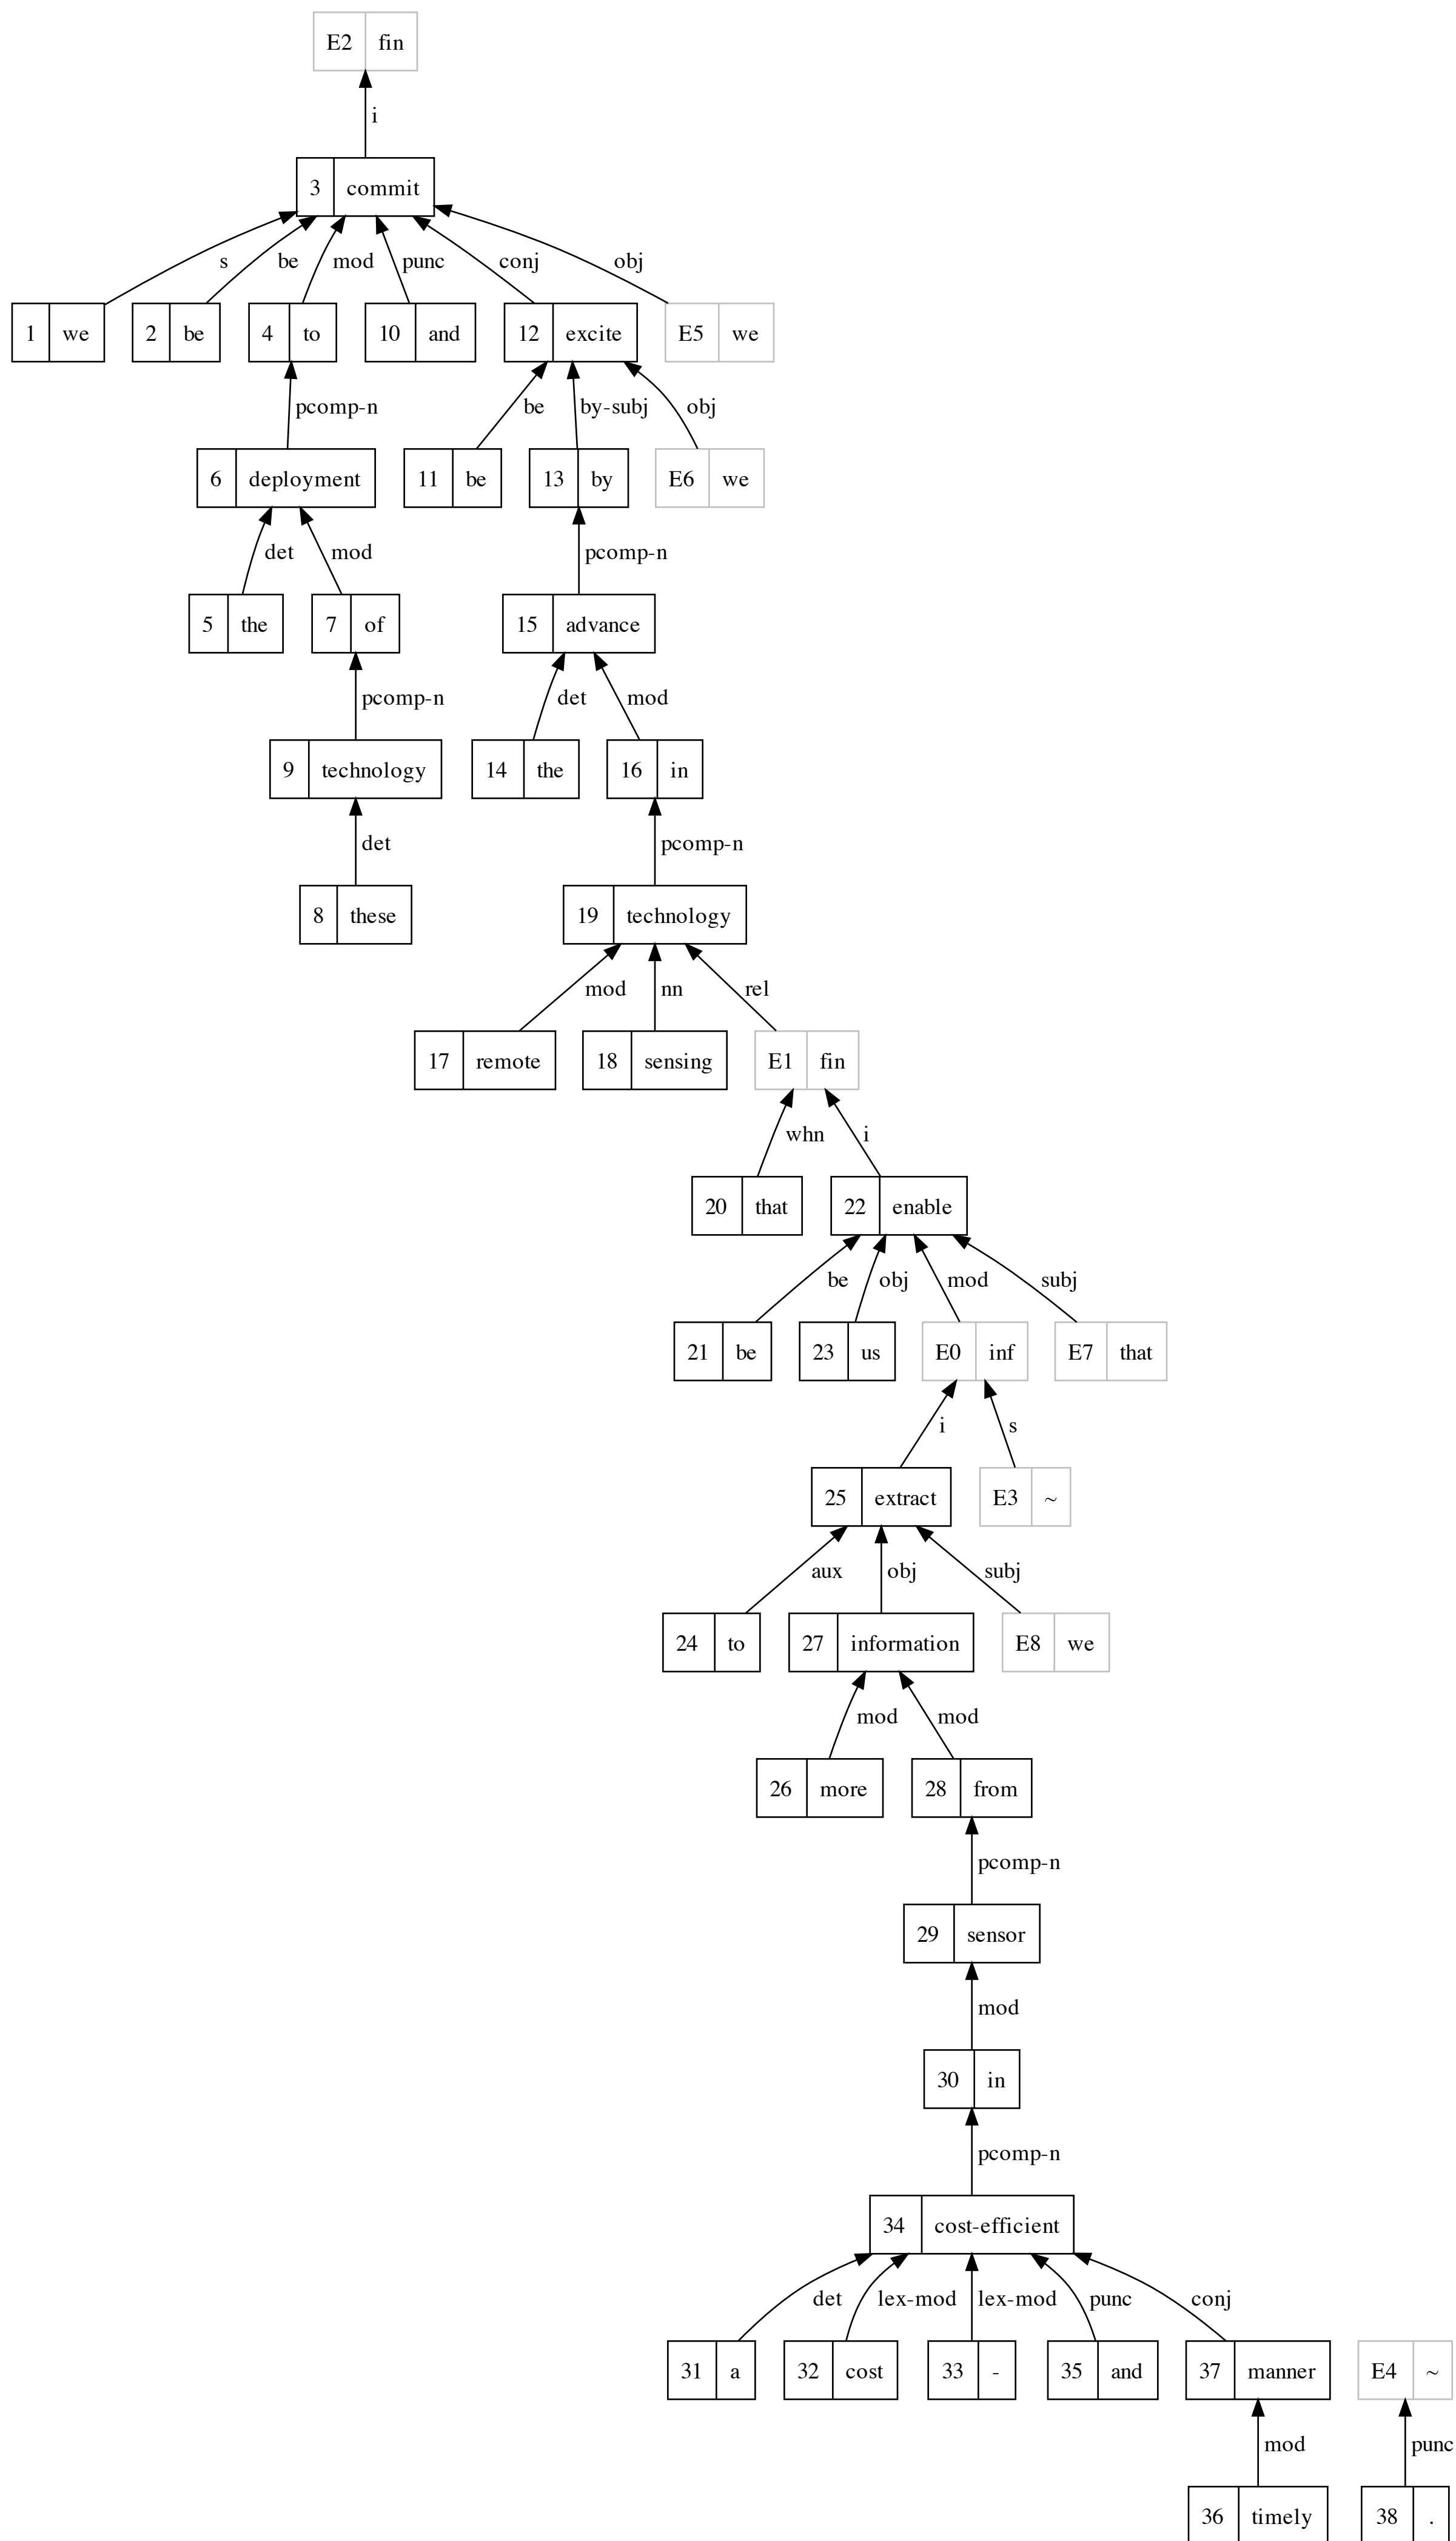 E2 fin
i
3 commit
s be mod punc conj obj
1 we 2 be 4 to 10 and 12 excite E5 we
pcomp-n be by-subj obj
6 deployment 11 be 13 by E6 we
det mod pcomp-n
5 the 7 of 15 advance
pcomp-n det mod
9 technology 14 the 16 in
det pcomp-n
8 these 19 technology
mod nn rel
17 remote 18 sensing E1 fin
whn i
20 that 22 enable
be obj mod subj
21 be 23 us E0 inf E7 that
i s
25 extract E3 ~
aux obj subj
24 to 27 information E8 we
mod mod
26 more 28 from
pcomp-n
29 sensor
mod
30 in
pcomp-n
34 cost-efficient
det lex-mod lex-mod punc conj
31 a 32 cost 33 - 35 and 37 manner E4 ~
mod punc
36 timely 38 .